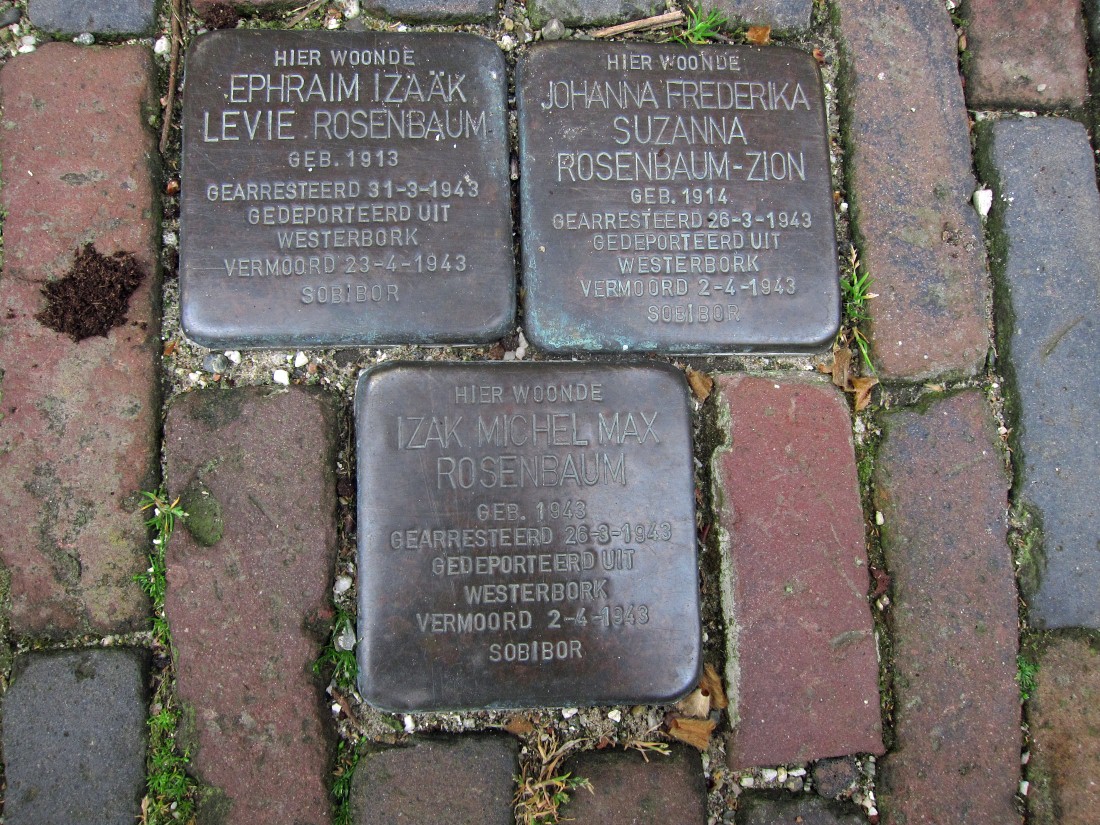 HIER WOONDE
EPHRAIM IZAÄK
LEVIE ROSENBAUM
GEB. 1913
GEARRESTEERD 31-3-1943
GEDEPORTEERD UIT
WESTERBORK
VERMOORD 23-4-1943
SOBIBOR
HIER WOONDE
JOHANNA FREDERIKA
SUZANNA
ROSENBAUM-ZION
GEB. 1914
GEARRESTEERD 26-3-1943
GEDEPORTEERD UIT
WESTERBORK
VERMOORD 2-4-1943
SOBIBOR
HIER WOONDE
IZAK MICHEL MAX
ROSENBAUM
GEB. 1943
GEARRESTEERD 26-3-1943
GEDEPORTEERD UIT
WESTERBORK
VERMOORD 2-4-1943
SOBIBOR